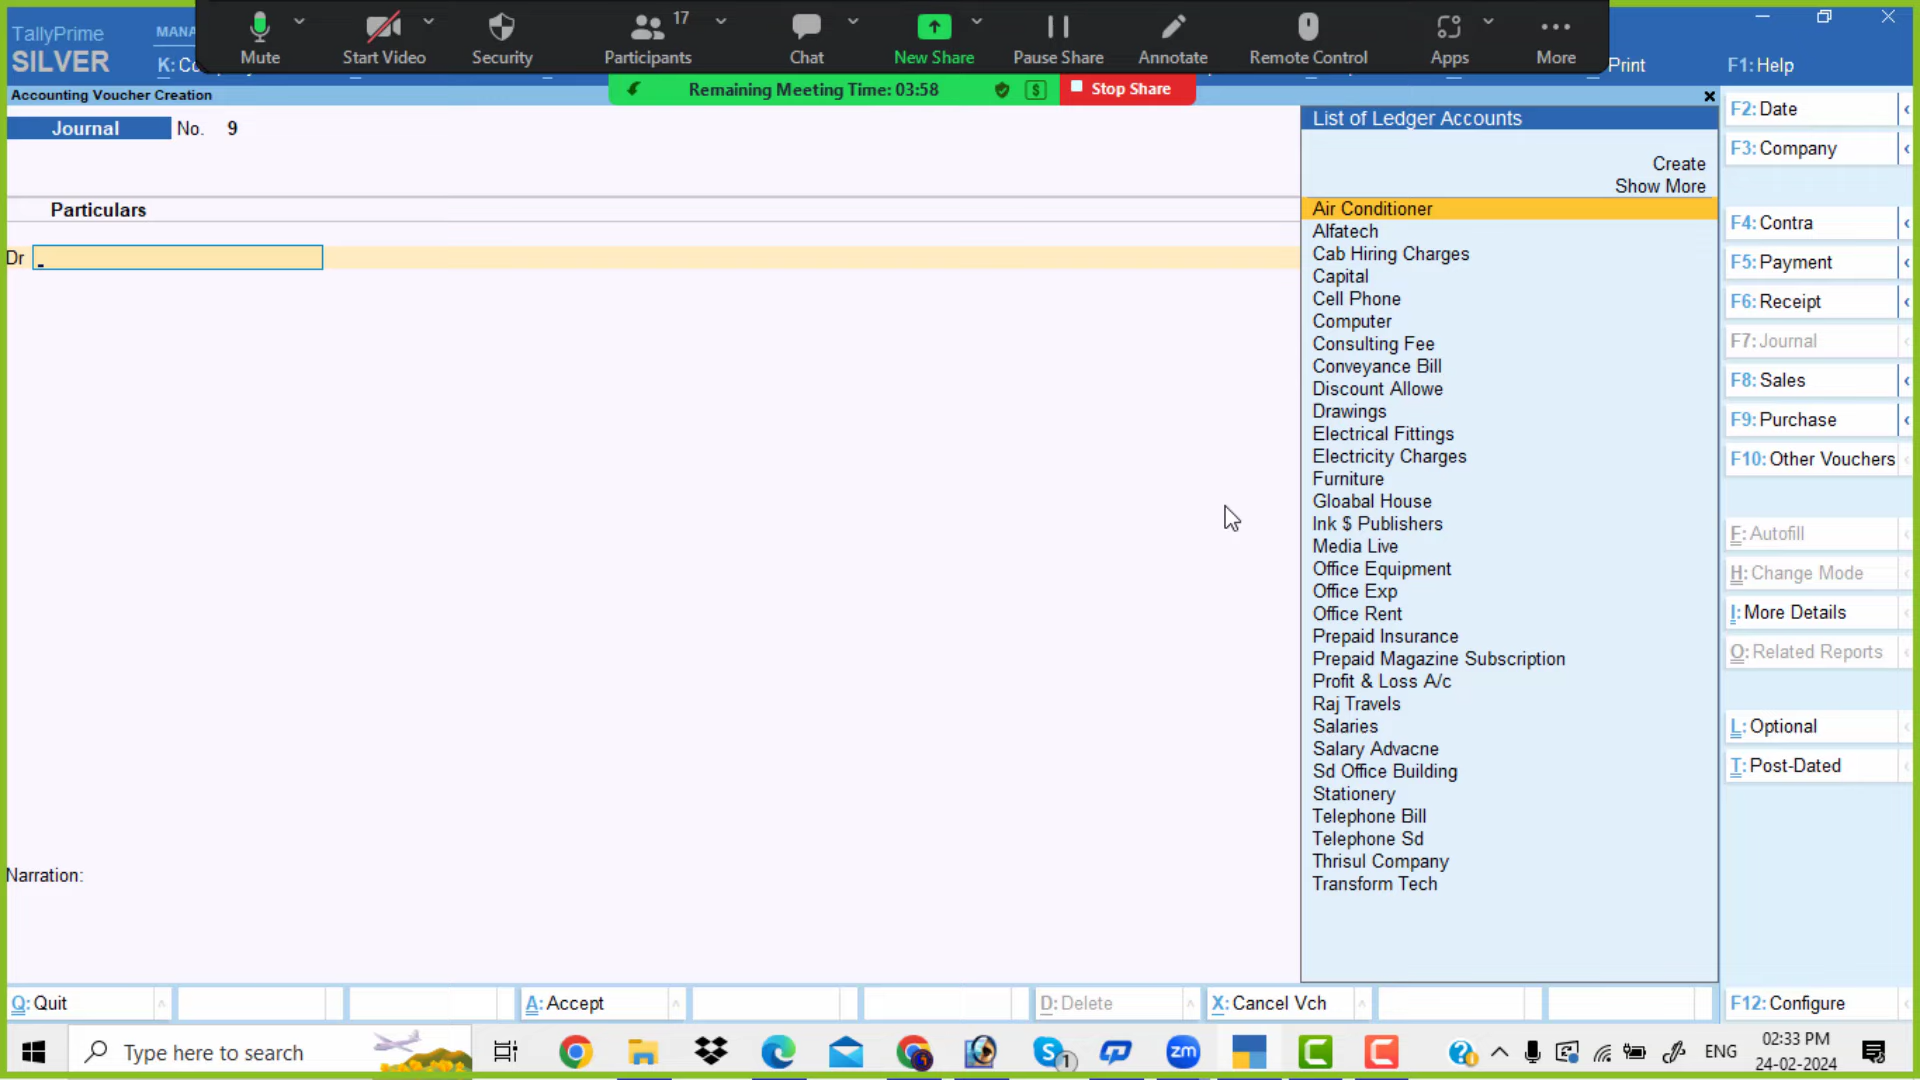 TallyPrime
SILVER
MANA
K: Co
Mute
Start Video
Security
Participants
17
Chat
New Share
Pause Share
Annotate
Remote Control
Apps
More
Print
F1: Help
Remaining Meeting Time: 03:58
Stop Share
Accounting Voucher Creation
Journal No. 9
Particulars
Dr
Narration:
List of Ledger Accounts
Create
Show More
Air Conditioner
Alfatech
Cab Hiring Charges
Capital
Cell Phone
Computer
Consulting Fee
Conveyance Bill
Discount Allowe
Drawings
Electrical Fittings
Electricity Charges
Furniture
Gloabal House
Ink $ Publishers
Media Live
Office Equipment
Office Exp
Office Rent
Prepaid Insurance
Prepaid Magazine Subscription
Profit & Loss A/c
Raj Travels
Salaries
Salary Advacne
Sd Office Building
Stationery
Telephone Bill
Telephone Sd
Thrisul Company
Transform Tech
F2: Date
F3: Company
F4: Contra
F5: Payment
F6: Receipt
F7: Journal
F8: Sales
F9: Purchase
F10: Other Vouchers
F: Autofill
H: Change Mode
I: More Details
O: Related Reports
L: Optional
T: Post-Dated
Q: Quit
A: Accept
D: Delete
X: Cancel Vch
F12: Configure
Type here to search
zm
1
ENG
02:33 PM
24-02-2024